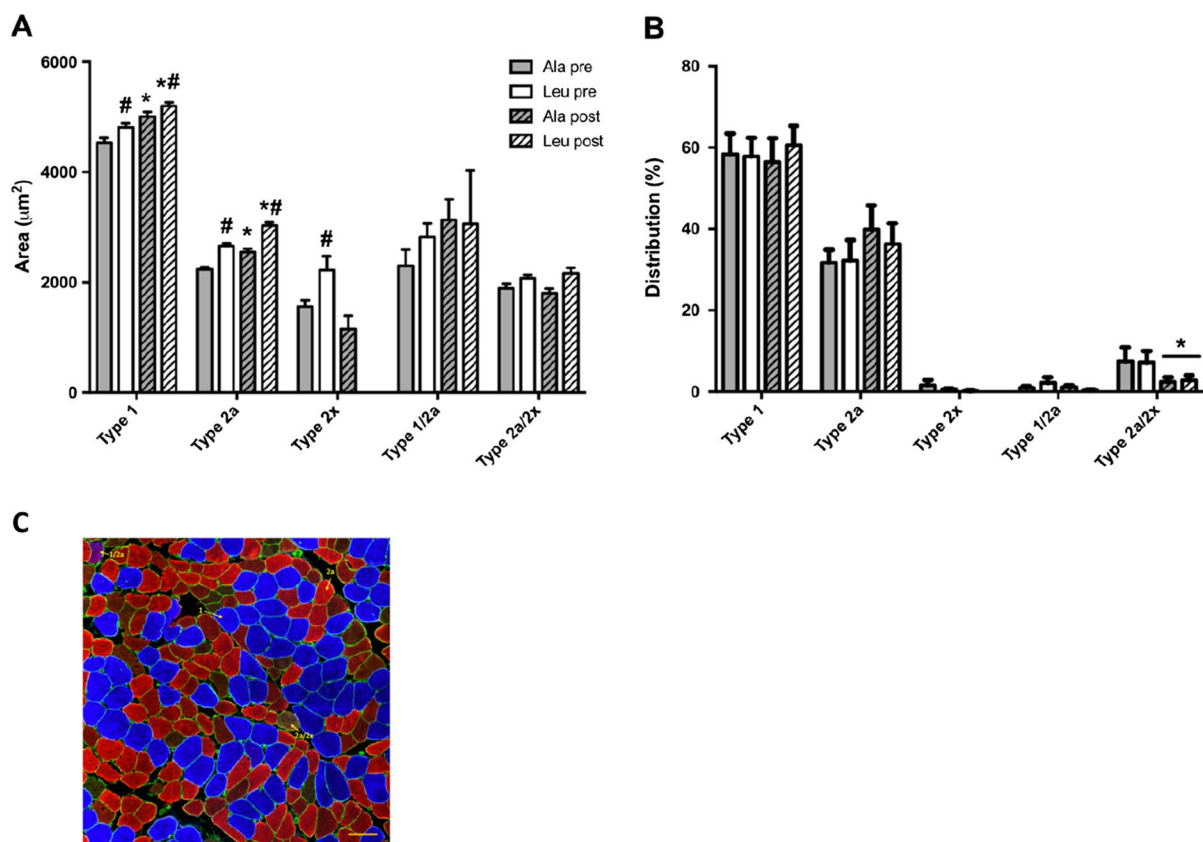 A
Area (µm²)
6000
4000
2000
0
# * *#
# * *#
#
Ala pre
Leu pre
Ala post
Leu post
Type 1
Type 2a
Type 2x
Type 1/2a
Type 2a/2x
B
Distribution (%)
80
60
40
20
0
*
Type 1
Type 2a
Type 2x
Type 1/2a
Type 2a/2x
C
1/2a
2a
1
2a/2x